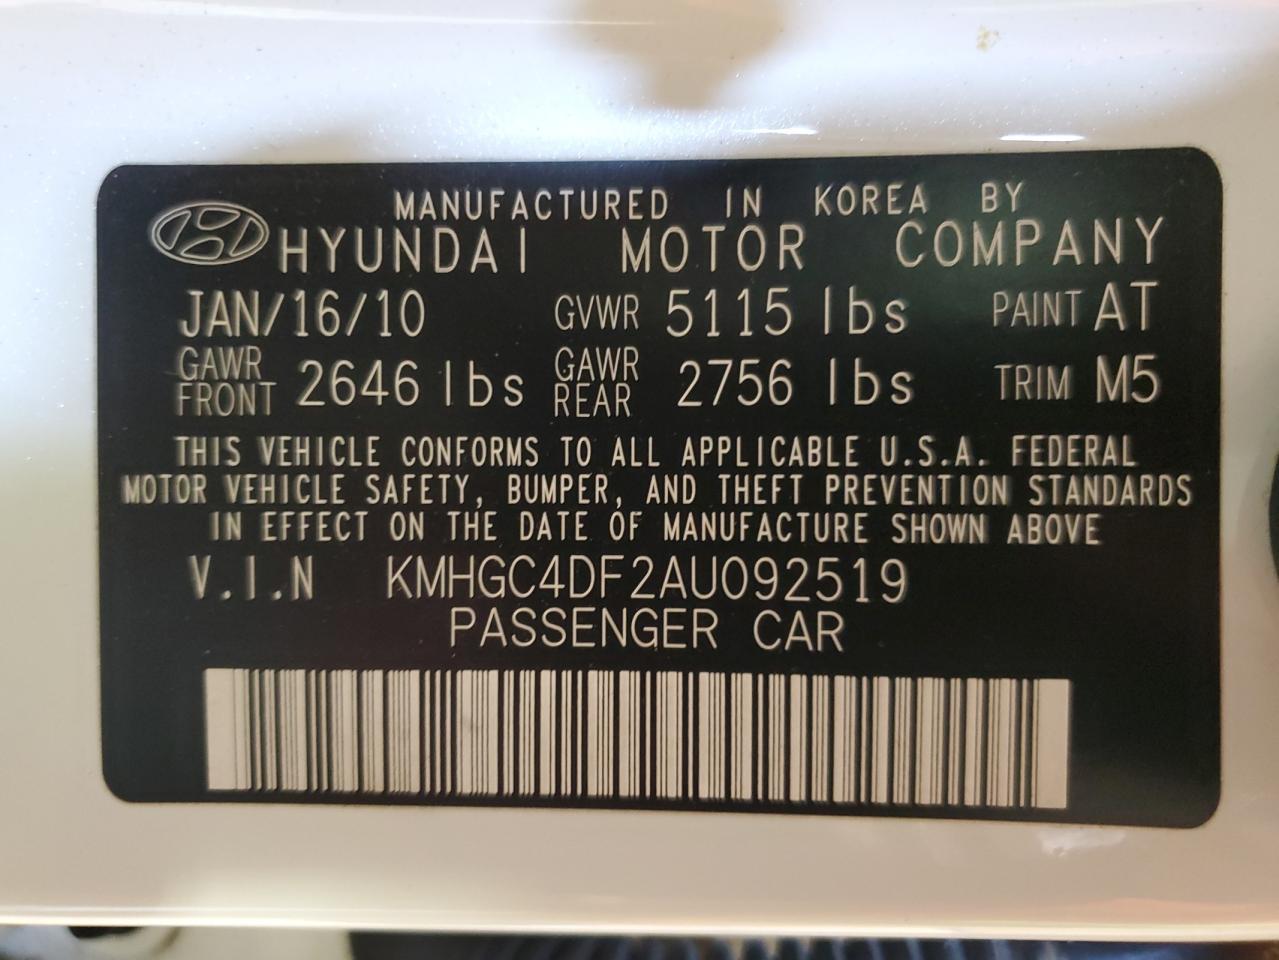 MANUFACTURED IN KOREA BY
HYUNDAI MOTOR COMPANY
JAN/16/10 GVWR 5115 lbs PAINT AT
GAWR FRONT 2646 lbs GAWR REAR 2756 lbs TRIM M5
THIS VEHICLE CONFORMS TO ALL APPLICABLE U.S.A. FEDERAL
MOTOR VEHICLE SAFETY, BUMPER, AND THEFT PREVENTION STANDARDS
IN EFFECT ON THE DATE OF MANUFACTURE SHOWN ABOVE
V.I.N KMHGC4DF2AU092519
PASSENGER CAR